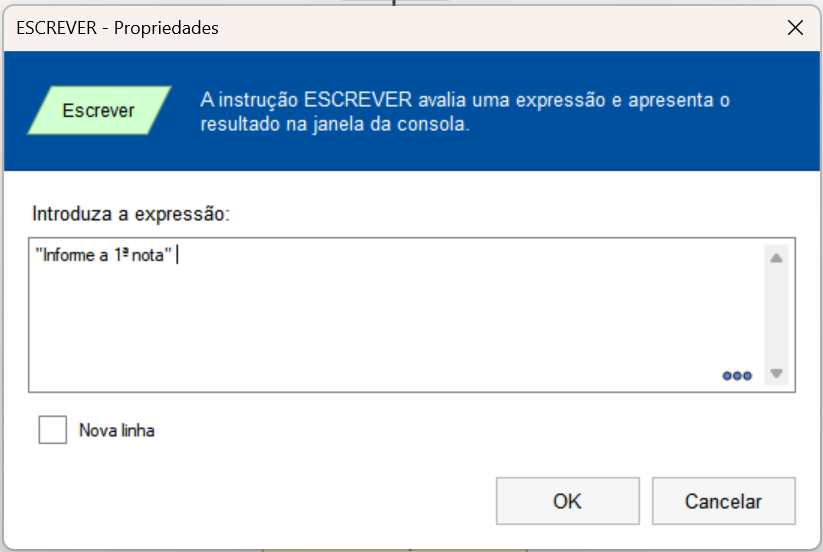 ESCREVER - Propriedades
Escrever
A instrução ESCREVER avalia uma expressão e apresenta o
resultado na janela da consola.
Introduza a expressão:
"Informe a 1ª nota"
Nova linha
OK
Cancelar